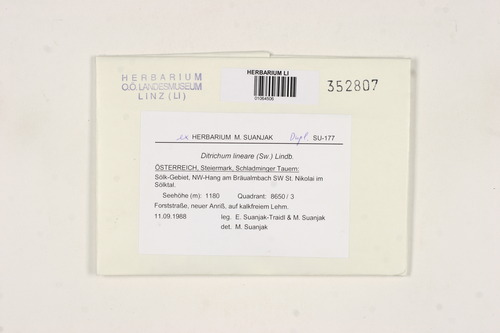 HERBARIUM
O.Ö. LANDESMUSEUM
LINZ (LI)
HERBARIUM LI
01064506
352807
ex HERBARIUM M. SUANJAK Dupl. SU-177
Ditrichum lineare (Sw.) Lindb.
ÖSTERREICH, Steiermark, Schladminger Tauern:
Sölk-Gebiet, NW-Hang am Bräualmbach SW St. Nikolai im
Sölktal.
Seehöhe (m): 1180 Quadrant: 8650 / 3
Forststraße, neuer Anriß, auf kalkfreiem Lehm.
11.09.1988 leg. E. Suanjak-Traidl & M. Suanjak
det. M. Suanjak